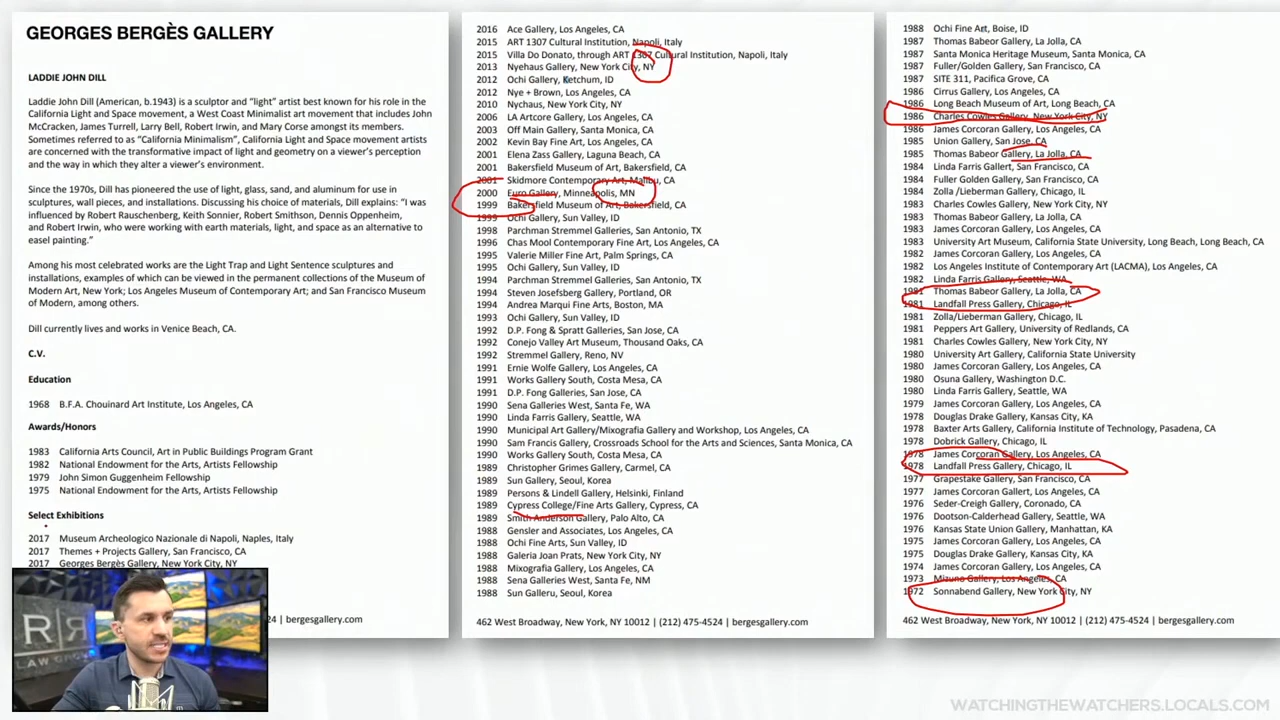 GEORGES BERGÈS GALLERY
LADDIE JOHN DILL
Laddie John Dill (American, b.1943) is a sculptor and "light" artist best known for his role in the
California Light and Space movement, a West Coast Minimalist art movement that includes John
McCracken, James Turrell, Larry Bell, Robert Irwin, and Mary Corse amongst its members.
Sometimes referred to as "California Minimalism", California Light and Space movement artists
are concerned with the transformative impact of light and geometry on a viewer's perception
and the way in which they alter a viewer's environment.
Since the 1970s, Dill has pioneered the use of light, glass, sand, and aluminum for use in
sculptures, wall pieces, and installations. Discussing his choice of materials, Dill explains: "I was
influenced by Robert Rauschenberg, Keith Sonnier, Robert Smithson, Dennis Oppenheim,
and Robert Irwin, who were working with earth materials, light, and space as an alternative to
easel painting."
Among his most celebrated works are the Light Trap and Light Sentence sculptures and
installations, examples of which can be viewed in the permanent collections of the Museum of
Modern Art, New York; Los Angeles Museum of Contemporary Art; and San Francisco Museum
of Modern, among others.
Dill currently lives and works in Venice Beach, CA.
C.V.
Education
1968 B.F.A. Chouinard Art Institute, Los Angeles, CA
Awards/Honors
1983 California Arts Council, Art in Public Buildings Program Grant
1982 National Endowment for the Arts, Artists Fellowship
1979 John Simon Guggenheim Fellowship
1975 National Endowment for the Arts, Artists Fellowship
Select Exhibitions
2017 Museum Archeologico Nazionale di Napoli, Naples, Italy
2017 Themes + Projects Gallery, San Francisco, CA
2017 Georges Bergès Gallery, New York City, NY
24 | bergesgallery.com
2016 Ace Gallery, Los Angeles, CA
2015 ART 1307 Cultural Institution, Napoli, Italy
2015 Villa Do Donato, through ART 1307 Cultural Institution, Napoli, Italy
2013 Nyehaus Gallery, New York City, NY
2012 Ochi Gallery, Ketchum, ID
2012 Nye + Brown, Los Angeles, CA
2010 Nychaus, New York City, NY
2006 LA Artcore Gallery, Los Angeles, CA
2003 Off Main Gallery, Santa Monica, CA
2002 Kevin Bay Fine Art, Los Angeles, CA
2001 Elena Zass Gallery, Laguna Beach, CA
2001 Bakersfield Museum of Art, Bakersfield, CA
2001 Skidmore Contemporary Art, Malibu, CA
2000 Euro Gallery, Minneapolis, MN
1999 Bakersfield Museum of Art, Bakersfield, CA
1999 Ochi Gallery, Sun Valley, ID
1998 Parchman Stremmel Galleries, San Antonio, TX
1996 Chas Mool Contemporary Fine Art, Los Angeles, CA
1995 Valerie Miller Fine Art, Palm Springs, CA
1995 Ochi Gallery, Sun Valley, ID
1994 Parchman Stremmel Galleries, San Antonio, TX
1994 Steven Josefsberg Gallery, Portland, OR
1994 Andrea Marqui Fine Arts, Boston, MA
1993 Ochi Gallery, Sun Valley, ID
1992 D.P. Fong & Spratt Galleries, San Jose, CA
1992 Conejo Valley Art Museum, Thousand Oaks, CA
1992 Stremmel Gallery, Reno, NV
1991 Ernie Wolfe Gallery, Los Angeles, CA
1991 Works Gallery South, Costa Mesa, CA
1991 D.P. Fong Galleries, San Jose, CA
1990 Sena Galleries West, Santa Fe, WA
1990 Linda Farris Gallery, Seattle, WA
1990 Municipal Art Gallery/Mixografia Gallery and Workshop, Los Angeles, CA
1990 Sam Francis Gallery, Crossroads School for the Arts and Sciences, Santa Monica, CA
1990 Works Gallery South, Costa Mesa, CA
1989 Christopher Grimes Gallery, Carmel, CA
1989 Sun Gallery, Seoul, Korea
1989 Persons & Lindell Gallery, Helsinki, Finland
1989 Cypress College/Fine Arts Gallery, Cypress, CA
1989 Smith Anderson Gallery, Palo Alto, CA
1988 Gensler and Associates, Los Angeles, CA
1988 Ochi Fine Arts, Sun Valley, ID
1988 Galeria Joan Prats, New York City, NY
1988 Mixografia Gallery, Los Angeles, CA
1988 Sena Galleries West, Santa Fe, NM
1988 Sun Galleru, Seoul, Korea
462 West Broadway, New York, NY 10012 | (212) 475-4524 | bergesgallery.com
1988 Ochi Fine Art, Boise, ID
1987 Thomas Babeor Gallery, La Jolla, CA
1987 Santa Monica Heritage Museum, Santa Monica, CA
1987 Fuller/Golden Gallery, San Francisco, CA
1987 SITE 311, Pacifica Grove, CA
1986 Cirrus Gallery, Los Angeles, CA
1986 Long Beach Museum of Art, Long Beach, CA
1986 Charles Cowles Gallery, New York City, NY
1986 James Corcoran Gallery, Los Angeles, CA
1985 Union Gallery, San Jose, CA
1985 Thomas Babeor Gallery, La Jolla, CA
1984 Linda Farris Gallert, San Francisco, CA
1984 Fuller Golden Gallery, San Francisco, CA
1984 Zola /Lieberman Gallery, Chicago, IL
1983 Charles Cowles Gallery, New York City, NY
1983 Thomas Babeor Gallery, La Jolla, CA
1983 James Corcoran Gallery, Los Angeles, CA
1983 University Art Museum, California State University, Long Beach, Long Beach, CA
1982 James Corcoran Gallery, Los Angeles, CA
1982 Los Angeles Institute of Contemporary Art (LACMA), Los Angeles, CA
1982 Linda Farris Gallery, Seattle, WA
1981 Thomas Babeor Gallery, La Jolla, CA
1981 Landfall Press Gallery, Chicago, IL
1981 Zolla/Lieberman Gallery, Chicago, IL
1981 Peppers Art Gallery, University of Redlands, CA
1981 Charles Cowles Gallery, New York City, NY
1980 University Art Gallery, California State University
1980 James Corcoran Gallery, Los Angeles, CA
1980 Osuna Gallery, Washington D.C.
1980 Linda Farris Gallery, Seattle, WA
1979 James Corcoran Gallery, Los Angeles, CA
1978 Douglas Drake Gallery, Kansas City, KA
1978 Baxter Arts Gallery, California Institute of Technology, Pasadena, CA
1978 Dobrick Gallery, Chicago, IL
1978 James Corcoran Gallery, Los Angeles, CA
1978 Landfall Press Gallery, Chicago, IL
1977 Grapestake Gallery, San Francisco, CA
1977 James Corcoran Gallert, Los Angeles, CA
1976 Seder-Creigh Gallery, Coronado, CA
1976 Dootson-Calderhead Gallery, Seattle, WA
1976 Kansas State Union Gallery, Manhattan, KA
1975 James Corcoran Gallery, Los Angeles, CA
1975 Douglas Drake Gallery, Kansas City, KA
1974 James Corcoran Gallery, Los Angeles, CA
1973 Mizuno Gallery, Los Angeles, CA
1972 Sonnabend Gallery, New York City, NY
462 West Broadway, New York, NY 10012 | (212) 475-4524 | bergesgallery.com
R R
LAW GROUP
WATCHINGTHEWATCHERS.LOCALS.COM